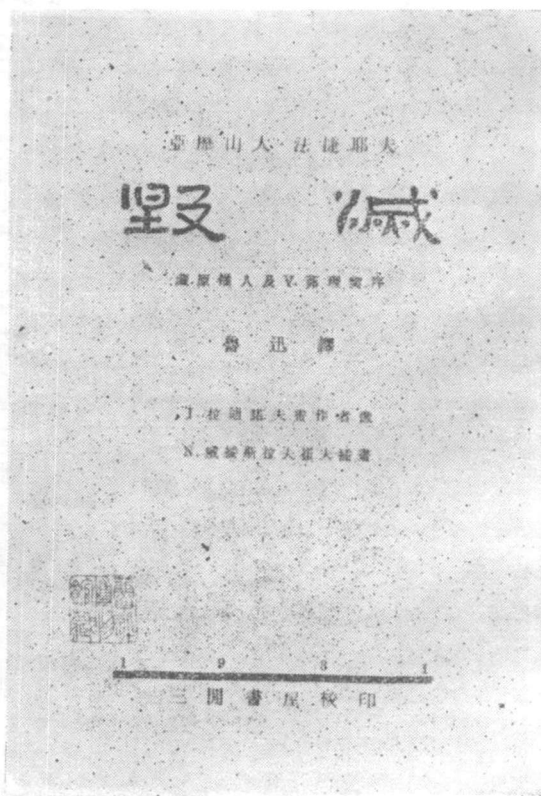 亞歷山大 法捷耶夫
毀滅
藏原惟人及V.弗理契序
魯迅譯
J.拉迪諾夫畫作者像
N.威綏斯拉夫崔夫插畫
1931
三閒書屋校印